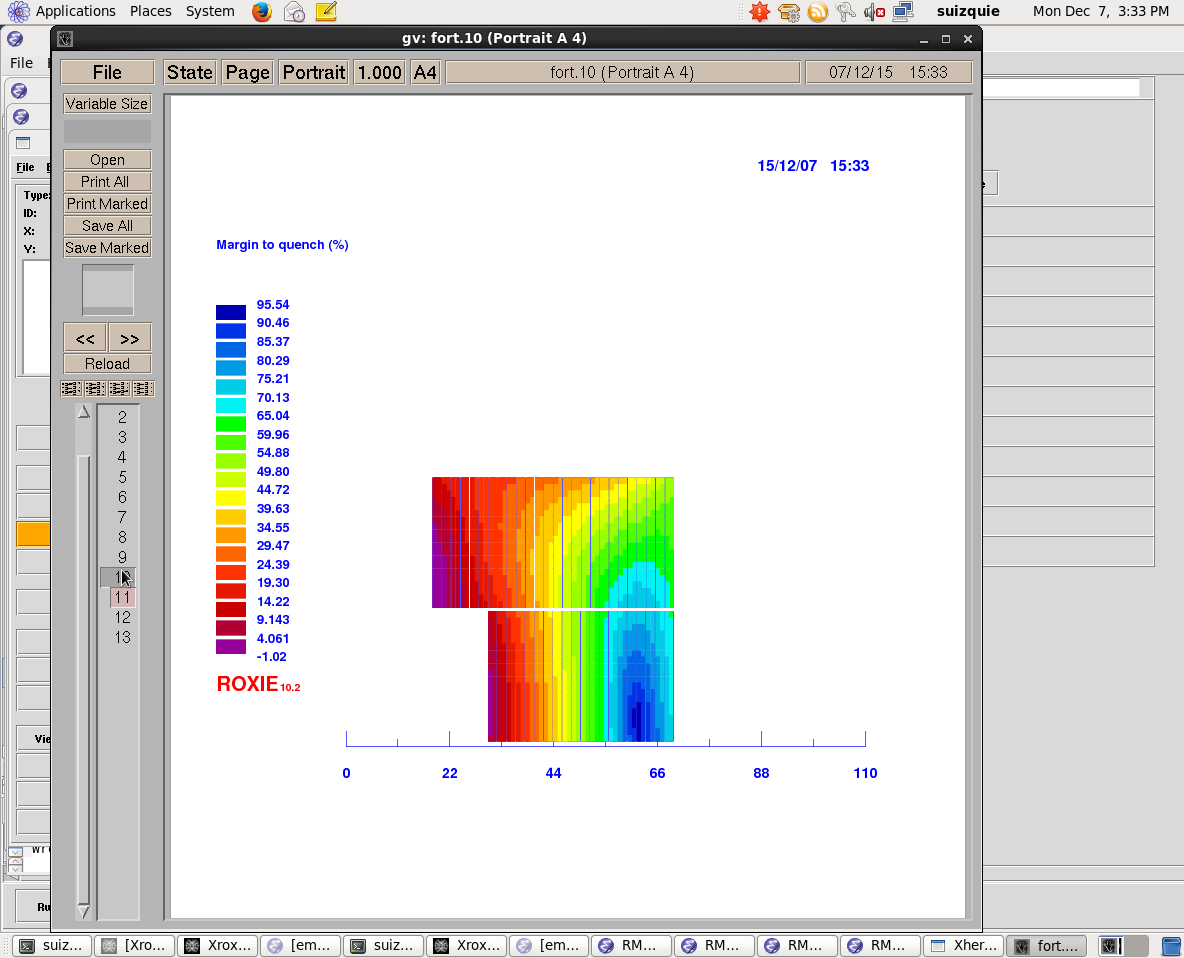 Applications Places System suizquie Mon Dec 7, 3:33 PM
gv: fort.10 (Portrait A 4)
File
File State Page Portrait 1.000 A4 fort.10 (Portrait A 4) 07/12/15 15:33
Variable Size
Open
Print All
Print Marked
Save All
Save Marked
<< >>
Reload
2
3
4
5
6
7
8
9
10
11
12
13
File
Type:
ID:
X:
Y:
15/12/07 15:33
Margin to quench (%)
95.54
90.46
85.37
80.29
75.21
70.13
65.04
59.96
54.88
49.80
44.72
39.63
34.55
29.47
24.39
19.30
14.22
9.143
4.061
-1.02
ROXIE 10.2
0 22 44 66 88 110
suiz... [Xro... Xrox... [em... suiz... Xrox... [em... RM... RM... RM... RM... Xher... fort....